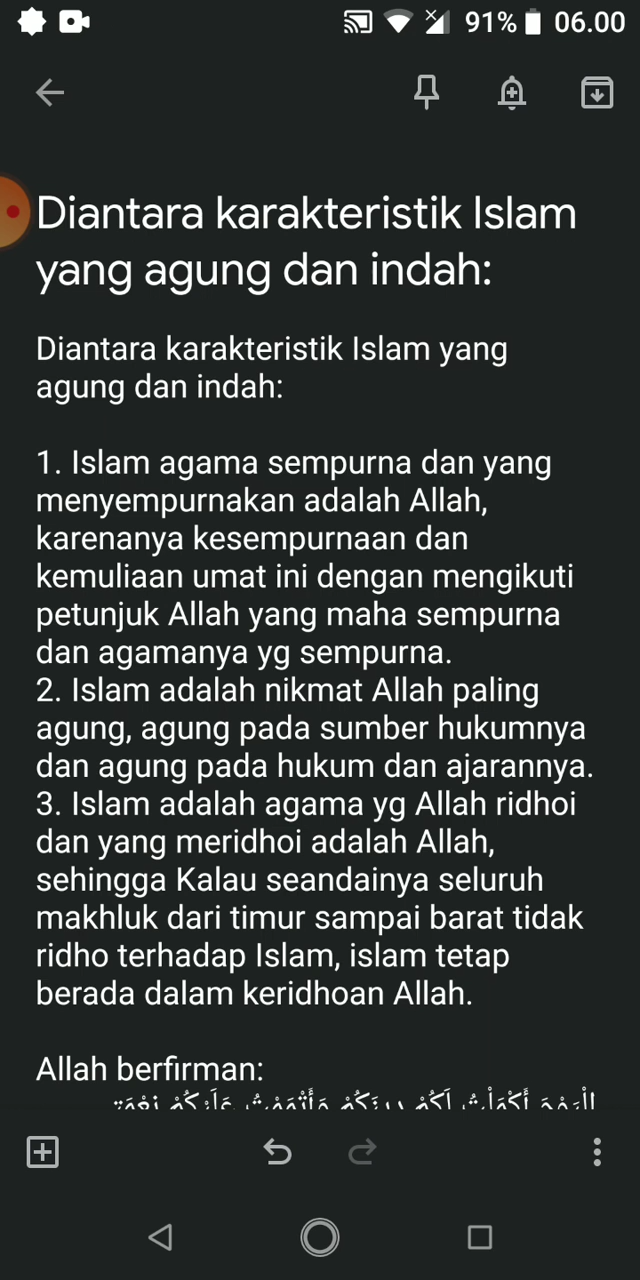 91% 06.00
Diantara karakteristik Islam
yang agung dan indah:
Diantara karakteristik Islam yang
agung dan indah:
1. Islam agama sempurna dan yang
menyempurnakan adalah Allah,
karenanya kesempurnaan dan
kemuliaan umat ini dengan mengikuti
petunjuk Allah yang maha sempurna
dan agamanya yg sempurna.
2. Islam adalah nikmat Allah paling
agung, agung pada sumber hukumnya
dan agung pada hukum dan ajarannya.
3. Islam adalah agama yg Allah ridhoi
dan yang meridhoi adalah Allah,
sehingga Kalau seandainya seluruh
makhluk dari timur sampai barat tidak
ridho terhadap Islam, islam tetap
berada dalam keridhoan Allah.
Allah berfirman: